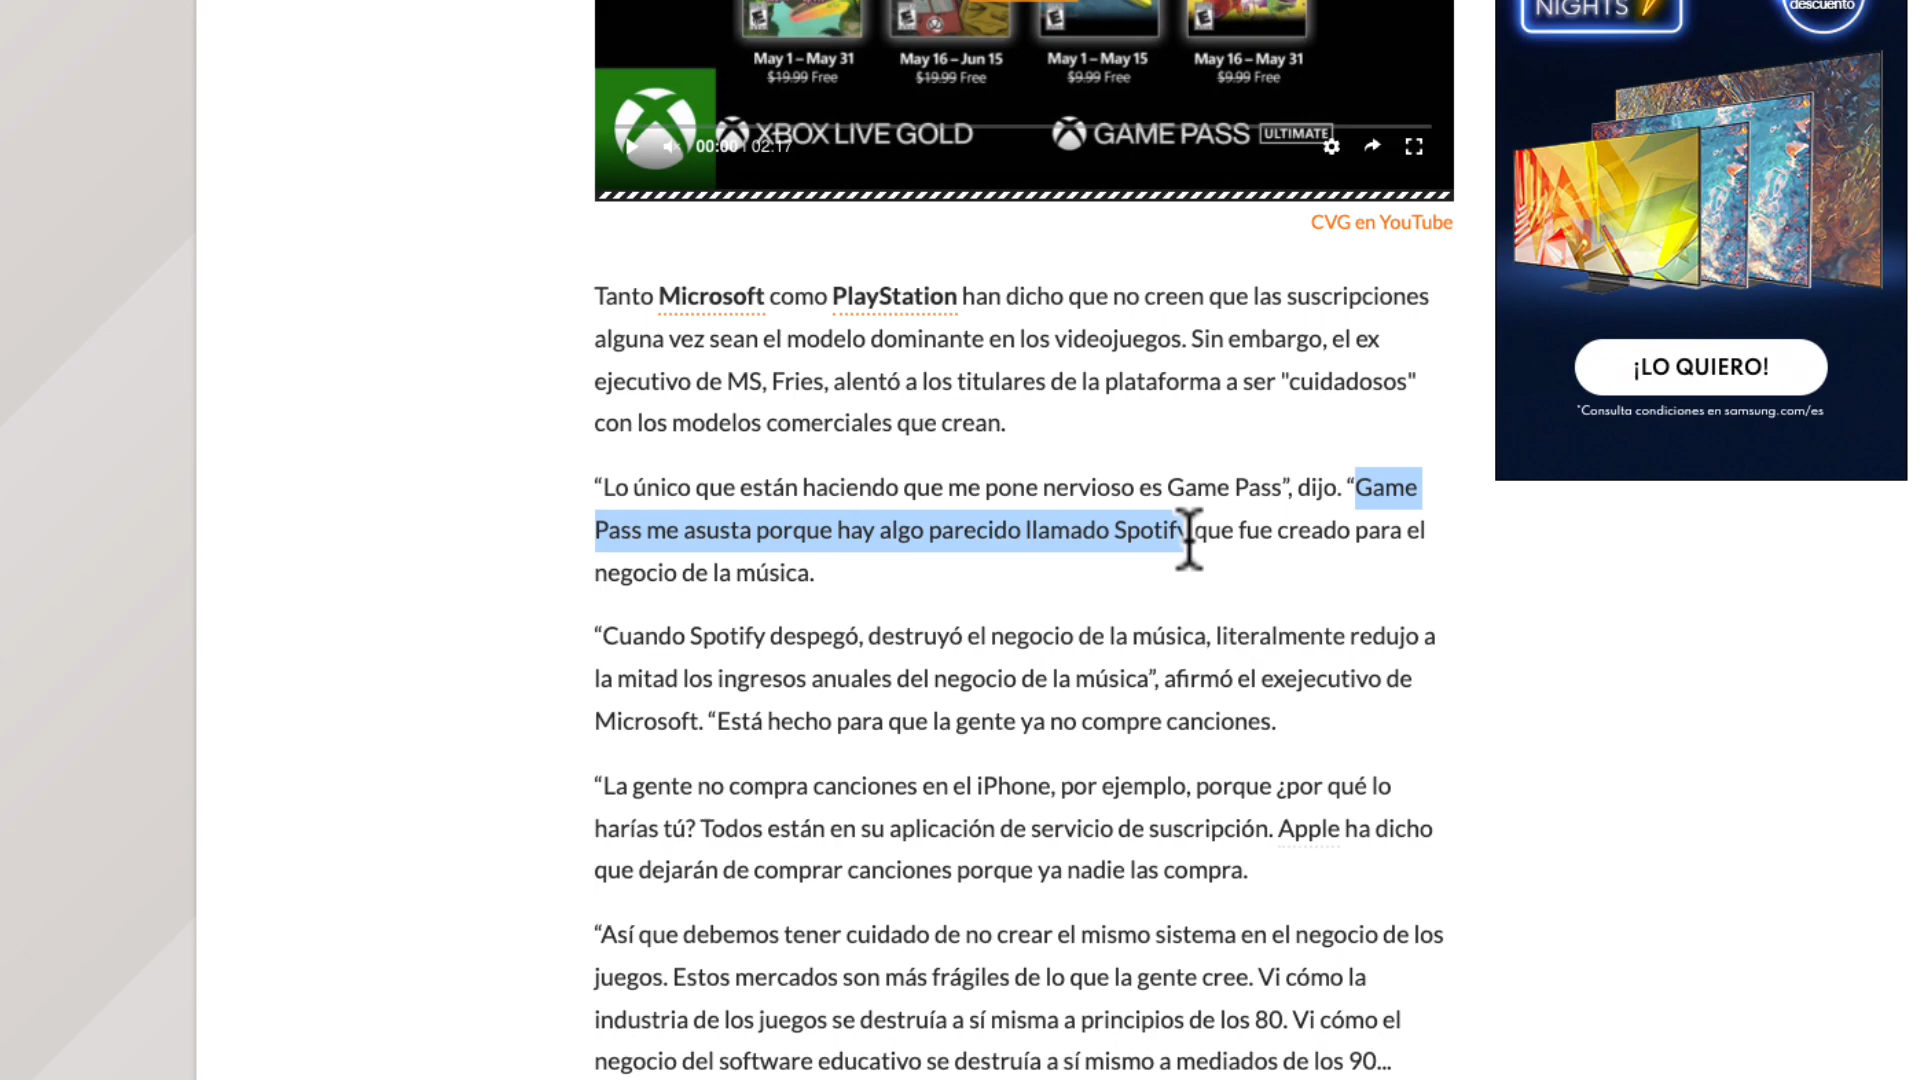 NIGHTS
descuento
May 1 – May 31
May 16 – Jun 15
May 1 – May 15
May 16 – May 31
$19.99 Free
$19.99 Free
$9.99 Free
$9.99 Free
XBOX LIVE GOLD
GAME PASS ULTIMATE
00:00 | 02:17
CVG en YouTube
Tanto Microsoft como PlayStation han dicho que no creen que las suscripciones
alguna vez sean el modelo dominante en los videojuegos. Sin embargo, el ex
ejecutivo de MS, Fries, alentó a los titulares de la plataforma a ser "cuidadosos"
con los modelos comerciales que crean.
“Lo único que están haciendo que me pone nervioso es Game Pass”, dijo. “Game
Pass me asusta porque hay algo parecido llamado Spotify que fue creado para el
negocio de la música.
“Cuando Spotify despegó, destruyó el negocio de la música, literalmente redujo a
la mitad los ingresos anuales del negocio de la música”, afirmó el exejecutivo de
Microsoft. “Está hecho para que la gente ya no compre canciones.
“La gente no compra canciones en el iPhone, por ejemplo, porque ¿por qué lo
harías tú? Todos están en su aplicación de servicio de suscripción. Apple ha dicho
que dejarán de comprar canciones porque ya nadie las compra.
“Así que debemos tener cuidado de no crear el mismo sistema en el negocio de los
juegos. Estos mercados son más frágiles de lo que la gente cree. Vi cómo la
industria de los juegos se destruía a sí misma a principios de los 80. Vi cómo el
negocio del software educativo se destruía a sí mismo a mediados de los 90...
¡LO QUIERO!
*Consulta condiciones en samsung.com/es